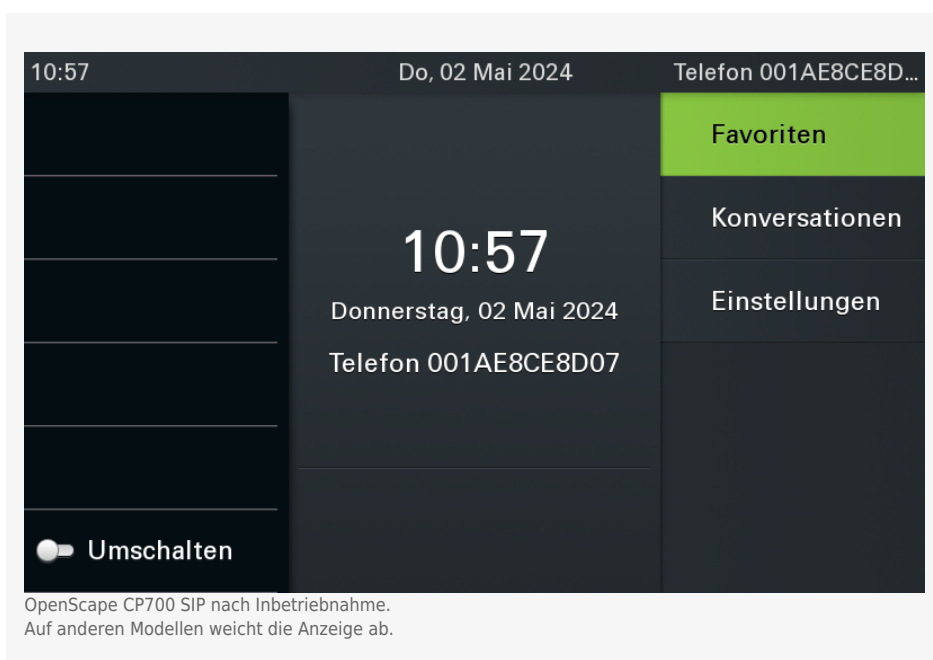 10:57
Do, 02 Mai 2024
Telefon 001AE8CE8D...
Favoriten
Konversationen
Einstellungen
10:57
Donnerstag, 02 Mai 2024
Telefon 001AE8CE8D07
Umschalten
OpenScape CP700 SIP nach Inbetriebnahme.
Auf anderen Modellen weicht die Anzeige ab.